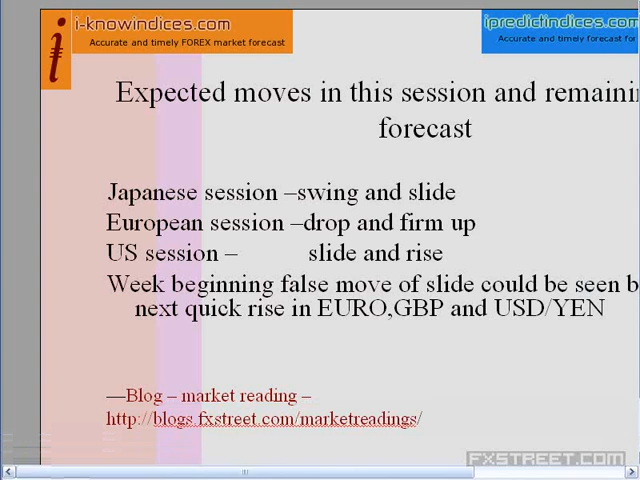 i-knowindices.com
Accurate and timely FOREX market forecast
ipredictindices.com
Accurate and timely forecast for
Expected moves in this session and
forecast
Japanese session –swing and slide
European session –drop and firm up
US session – slide and rise
Week beginning false move of slide could be seen
next quick rise in EURO,GBP and USD/YEN
—Blog – market reading –
http://blogs.fxstreet.com/marketreadings/
FXSTREET.COM